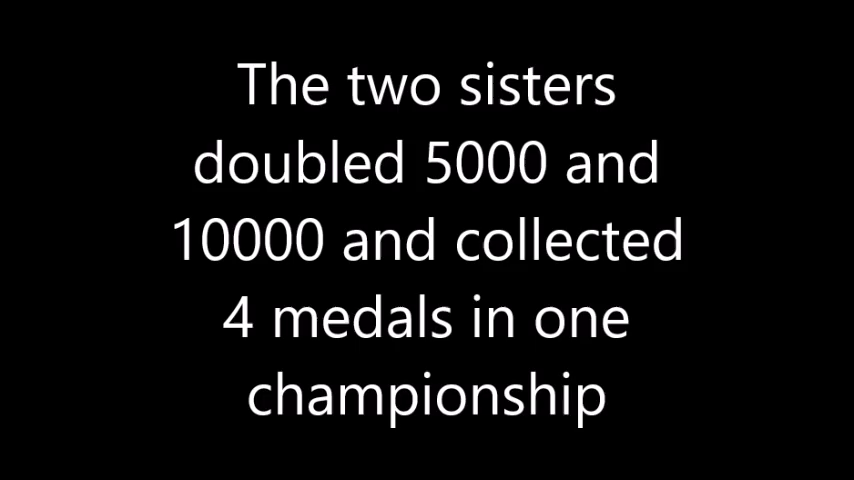 The two sisters
doubled 5000 and
10000 and collected
4 medals in one
championship